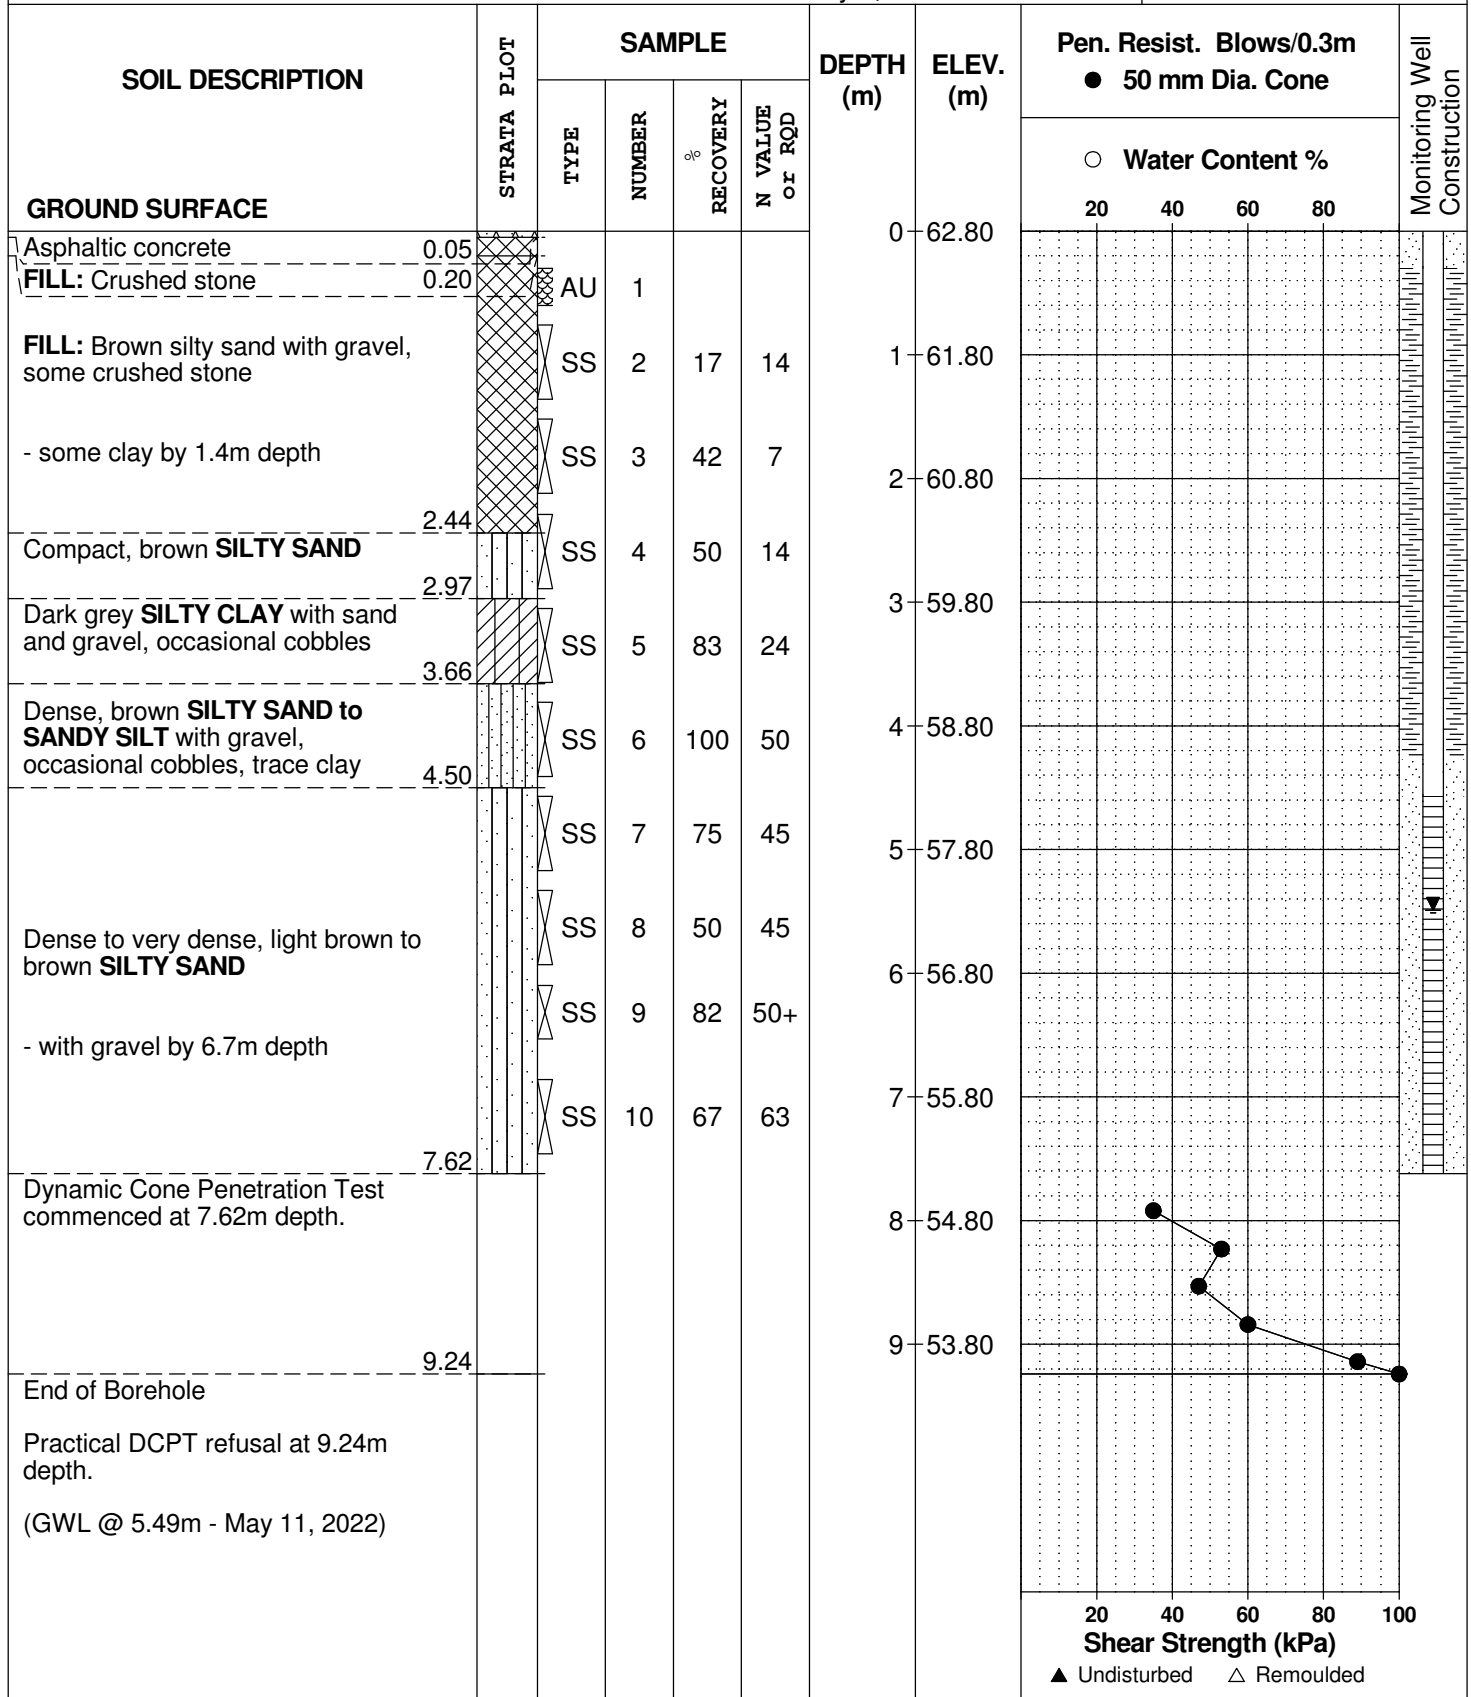 SOIL DESCRIPTION
GROUND SURFACE
STRATA PLOT
SAMPLE
TYPE
NUMBER
% RECOVERY
N VALUE
or RQD
DEPTH
(m)
ELEV.
(m)
Pen. Resist. Blows/0.3m
● 50 mm Dia. Cone
○ Water Content %
20 40 60 80
Monitoring Well
Construction
0 62.80
Asphaltic concrete 0.05
FILL: Crushed stone 0.20
AU 1
FILL: Brown silty sand with gravel,
some crushed stone
SS 2 17 14
1 61.80
- some clay by 1.4m depth
SS 3 42 7
2 60.80
2.44
Compact, brown SILTY SAND
SS 4 50 14
2.97
3 59.80
Dark grey SILTY CLAY with sand
and gravel, occasional cobbles
SS 5 83 24
3.66
Dense, brown SILTY SAND to
SANDY SILT with gravel,
occasional cobbles, trace clay
4.50
SS 6 100 50
4 58.80
SS 7 75 45
5 57.80
SS 8 50 45
Dense to very dense, light brown to
brown SILTY SAND
6 56.80
SS 9 82 50+
- with gravel by 6.7m depth
7 55.80
SS 10 67 63
7.62
Dynamic Cone Penetration Test
commenced at 7.62m depth.
8 54.80
9 53.80
9.24
End of Borehole
Practical DCPT refusal at 9.24m
depth.
(GWL @ 5.49m - May 11, 2022)
20 40 60 80 100
Shear Strength (kPa)
▲ Undisturbed △ Remoulded